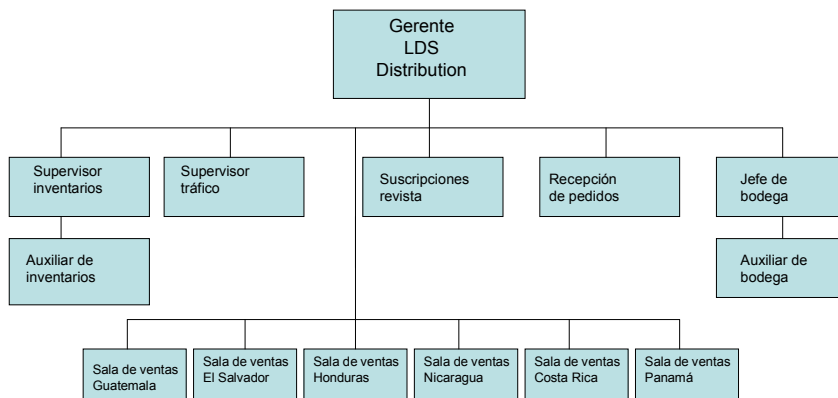 Gerente
LDS
Distribution
Supervisor
inventarios
Supervisor
tráfico
Suscripciones
revista
Recepción
de pedidos
Jefe de
bodega
Auxiliar de
inventarios
Auxiliar de
bodega
Sala de ventas
Guatemala
Sala de ventas
El Salvador
Sala de ventas
Honduras
Sala de ventas
Nicaragua
Sala de ventas
Costa Rica
Sala de ventas
Panamá